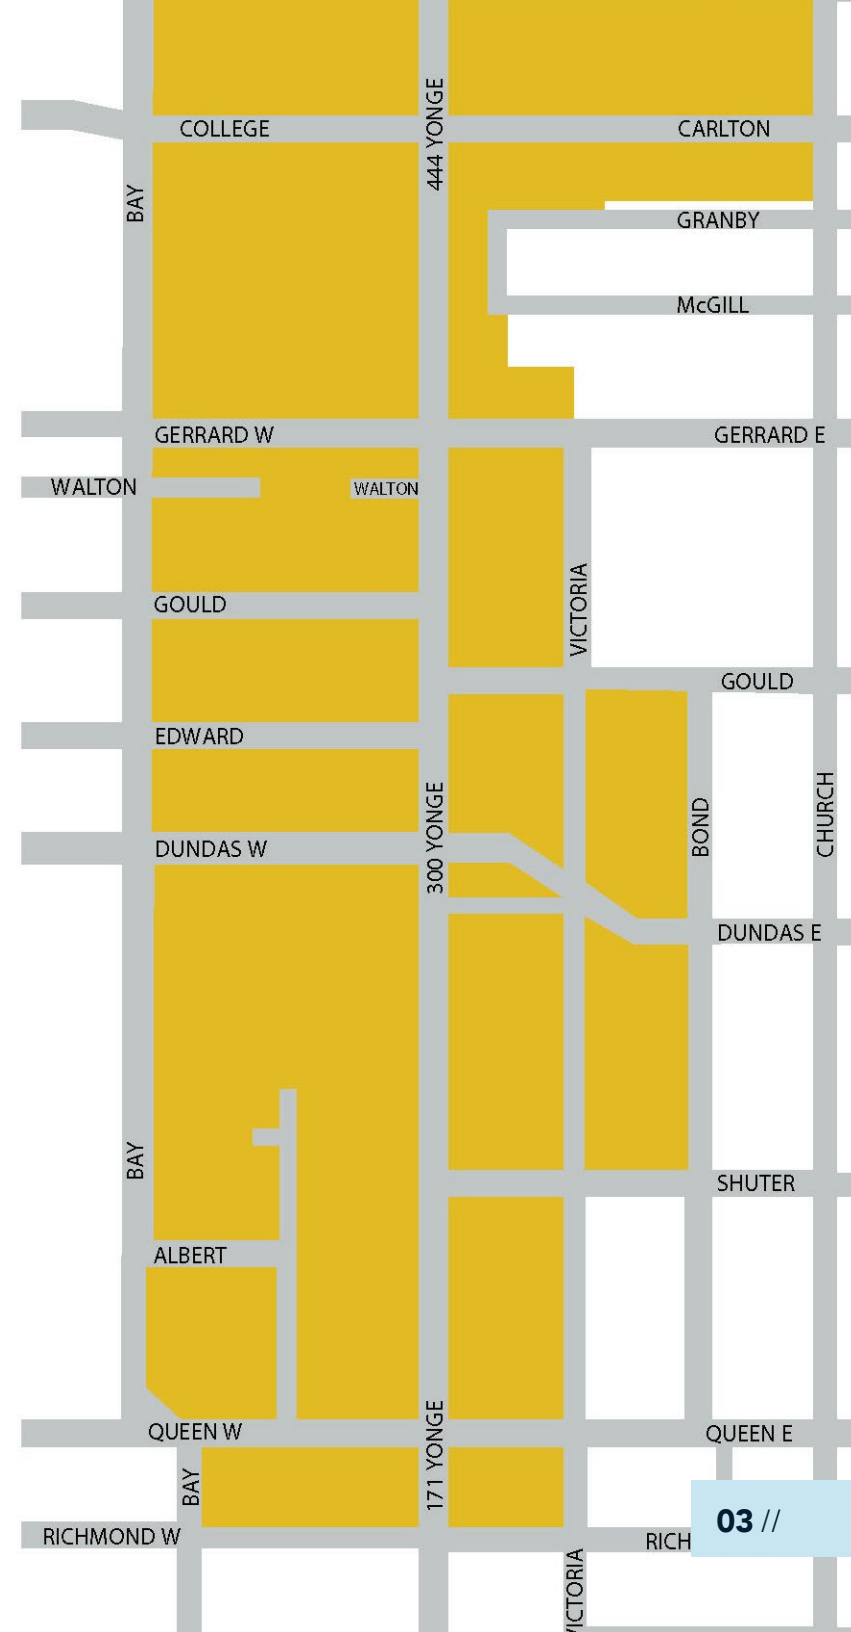 COLLEGE
444 YONGE
CARLTON
BAY
GRANBY
McGILL
GERRARD W
GERRARD E
WALTON
WALTON
VICTORIA
GOULD
GOULD
EDWARD
300 YONGE
BOND
CHURCH
DUNDAS W
DUNDAS E
BAY
SHUTER
ALBERT
QUEEN W
171 YONGE
QUEEN E
BAY
03 //
RICHMOND W
RICH
VICTORIA